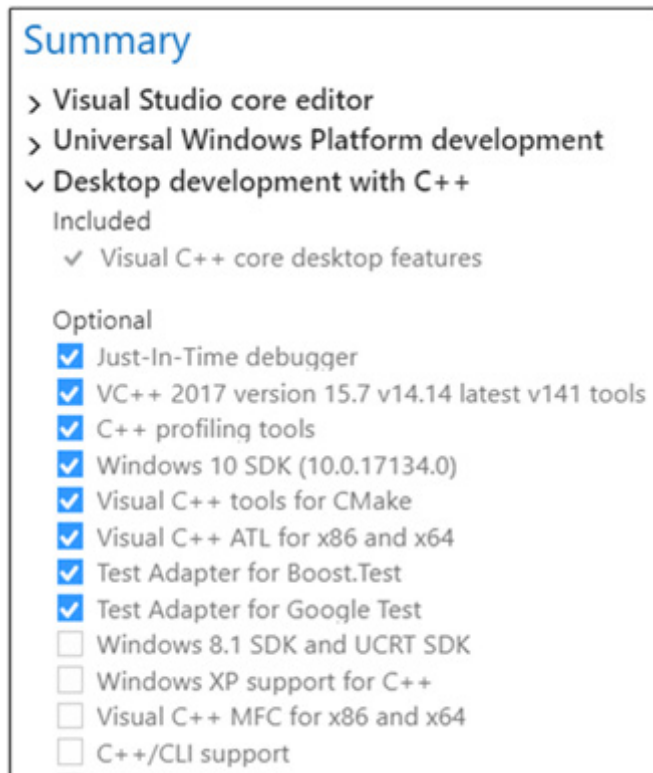 Summary
Visual Studio core editor
Universal Windows Platform development
Desktop development with C++
Included
Visual C++ core desktop features
Optional
Just-In-Time debugger
VC++ 2017 version 15.7 v14.14 latest v141 tools
C++ profiling tools
Windows 10 SDK (10.0.17134.0)
Visual C++ tools for CMake
Visual C++ ATL for x86 and x64
Test Adapter for Boost.Test
Test Adapter for Google Test
Windows 8.1 SDK and UCRT SDK
Windows XP support for C++
Visual C++ MFC for x86 and x64
C++/CLI support